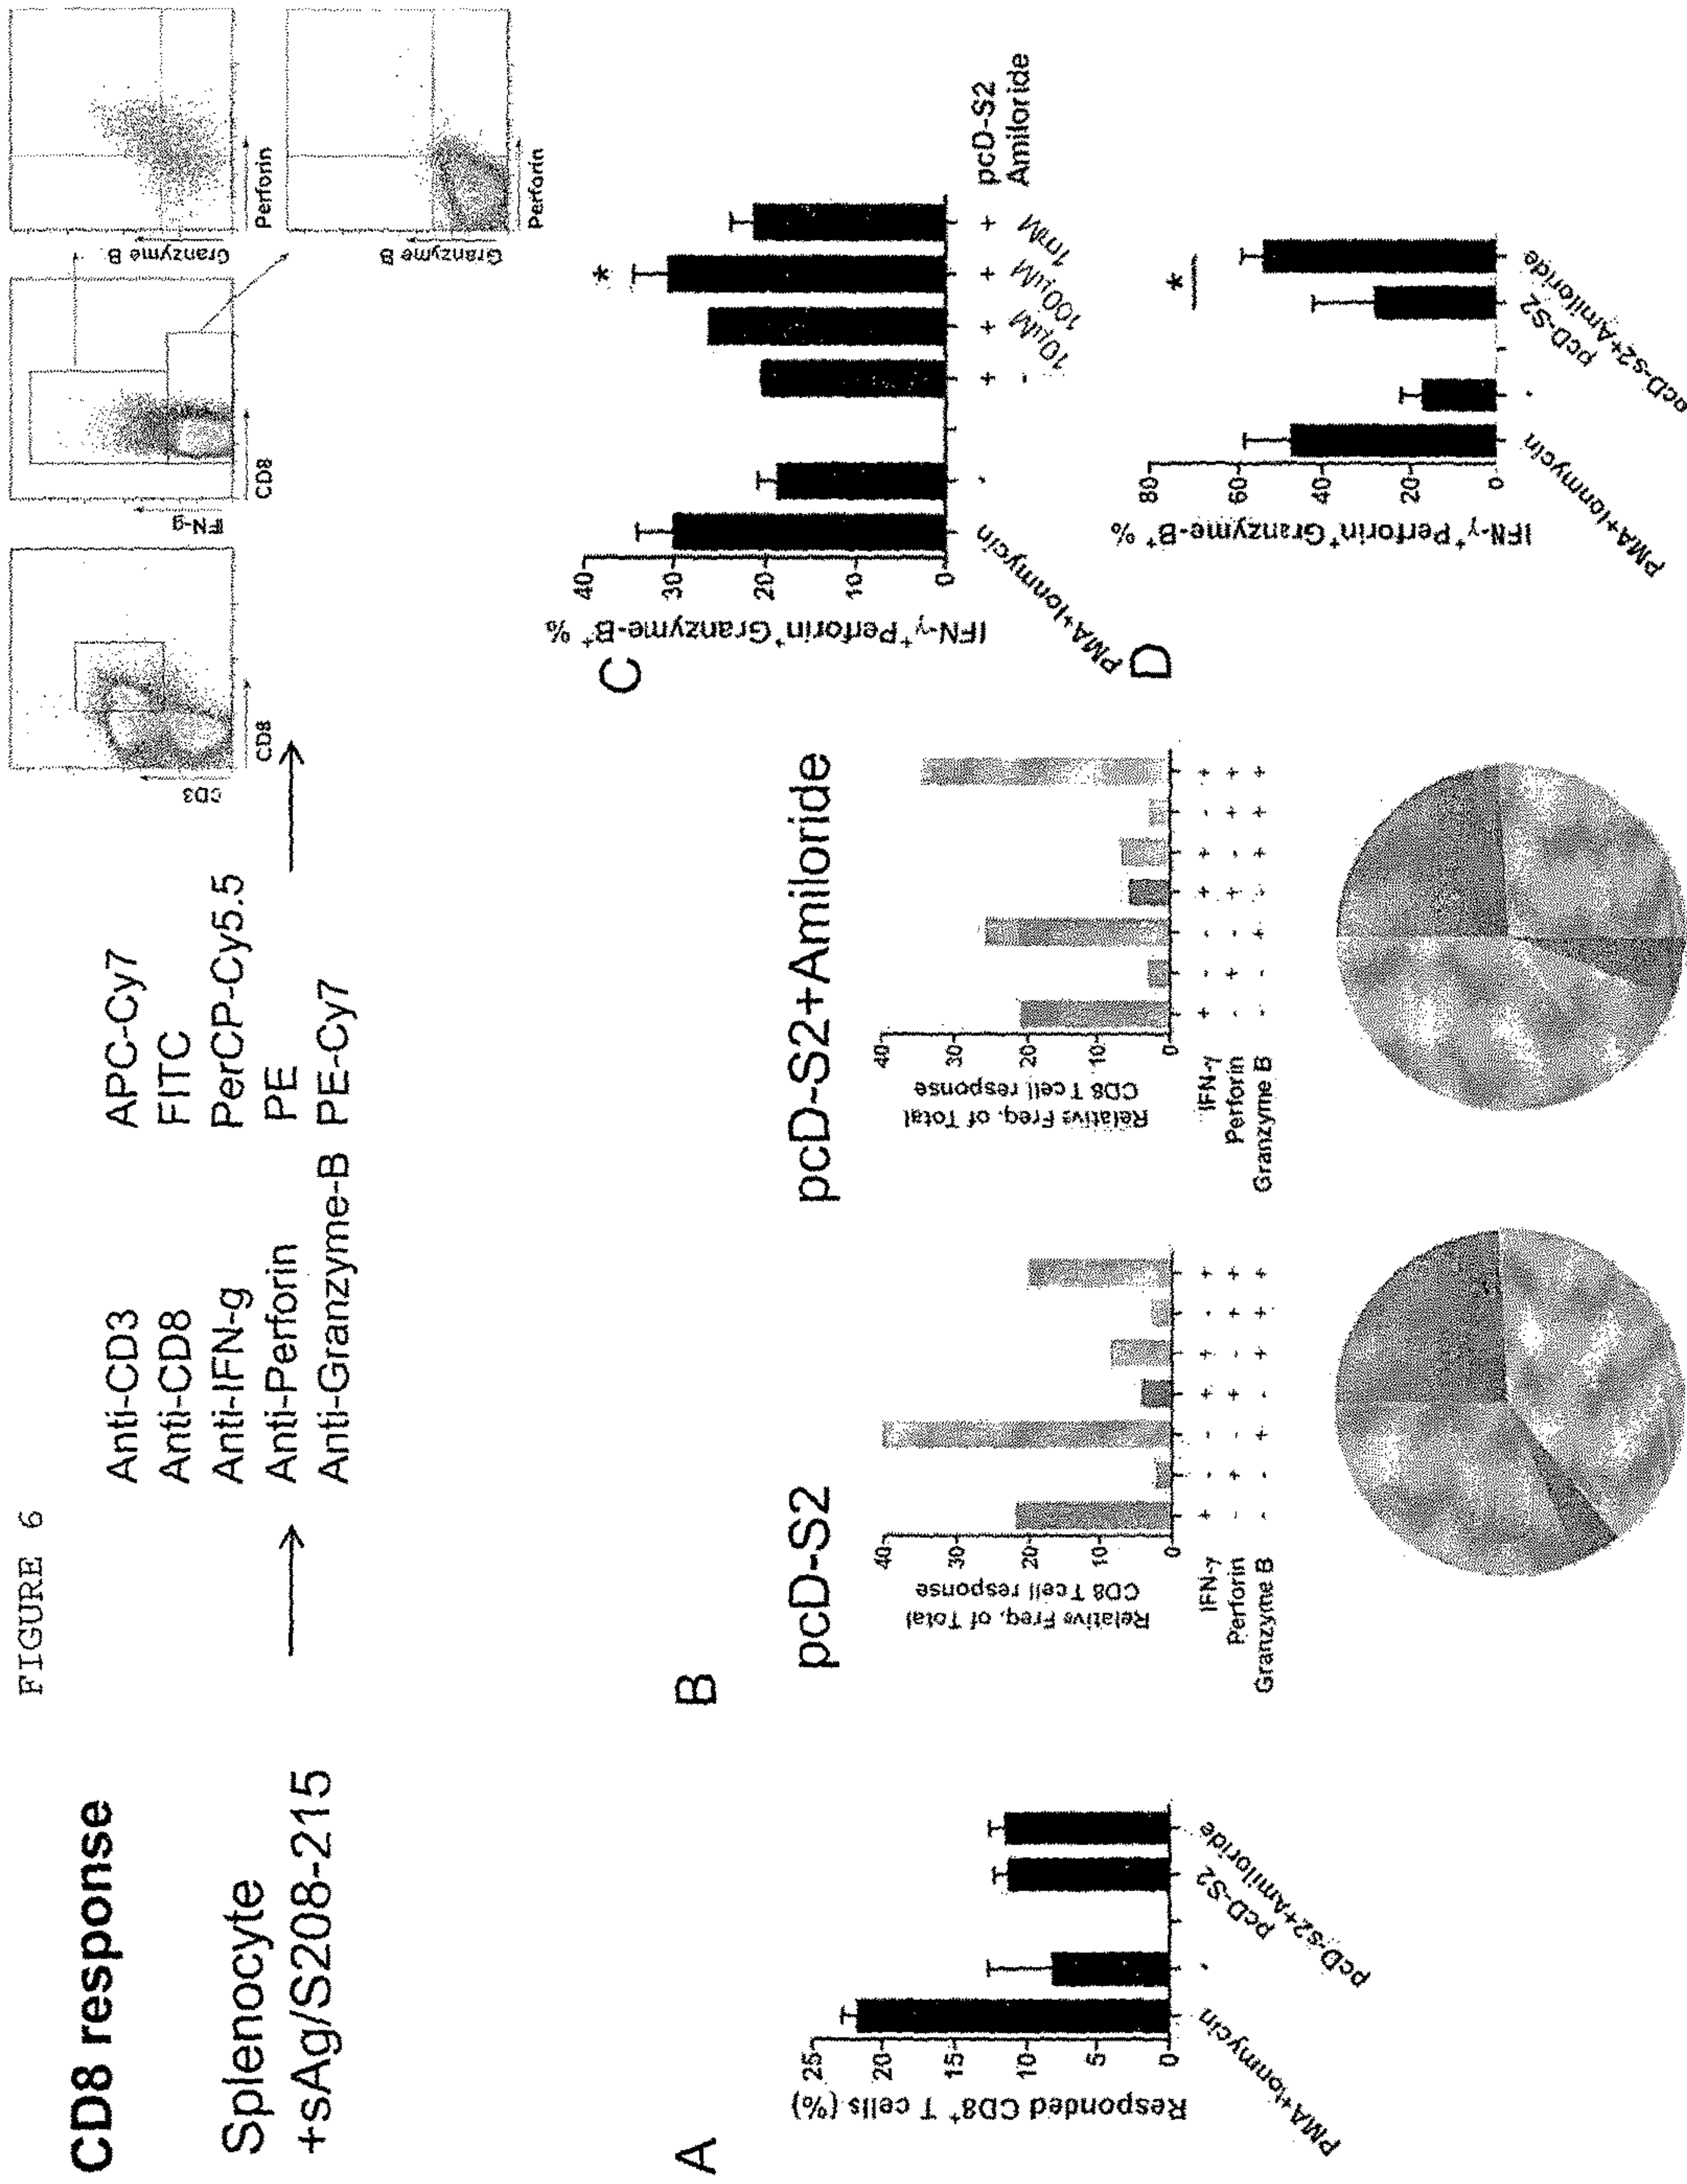 FIGURE 6
CD8 response
Splenocyte
+sAg/S208-215
Anti-CD3 APC-Cy7
Anti-CD8 FITC
Anti-IFN-g PerCP-Cy5.5
Anti-Perforin PE
Anti-Granzyme-B PE-Cy7
CD3
CD8
IFN-g
CD8
Granzyme B
Perforin
Granzyme B
Perforin
A
Responded CD8+ T cells (%)
25
20
15
10
5
0
PMA+Ionmycin
-
pcD-S2
pcD-s2+Amiloride
B
pcD-S2
Relative Freq. of Total
CD8 T cell response
40
30
20
10
0
IFN-γ + - - + + - +
Perforin - + - + - + +
Granzyme B - - + - + + +
pcD-S2+Amiloride
Relative Freq. of Total
CD8 T cell response
40
30
20
10
0
IFN-γ + - - + + - +
Perforin - + - + - + +
Granzyme B - - + - + + +
C
IFN-γ+Perforin+Granzyme-B+ %
40
30
20
10
0
*
PMA+Ionmycin
-
+ + + + pcD-S2
- 10μM 100μM 1mM Amiloride
D
IFN-γ+Perforin+Granzyme-B+ %
80
60
40
20
0
*
PMA+Ionmycin
-
pcD-S2
pcD-s2+Amiloride